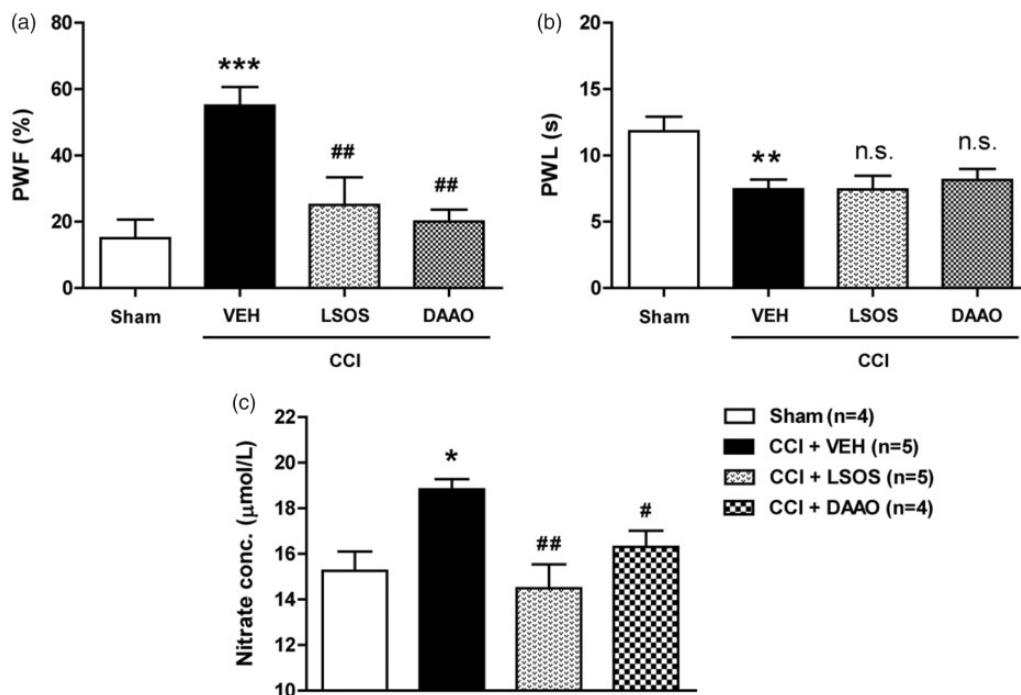 (a)
80
60
40
20
0
PWF (%)
***
##
##
Sham
VEH
LSOS
DAAO
CCI
(b)
20
15
10
5
0
PWL (s)
**
n.s.
n.s.
Sham
VEH
LSOS
DAAO
CCI
(c)
22
20
18
16
14
12
10
Nitrate conc. (μmol/L)
*
##
#
Sham (n=4)
CCI + VEH (n=5)
CCI + LSOS (n=5)
CCI + DAAO (n=4)